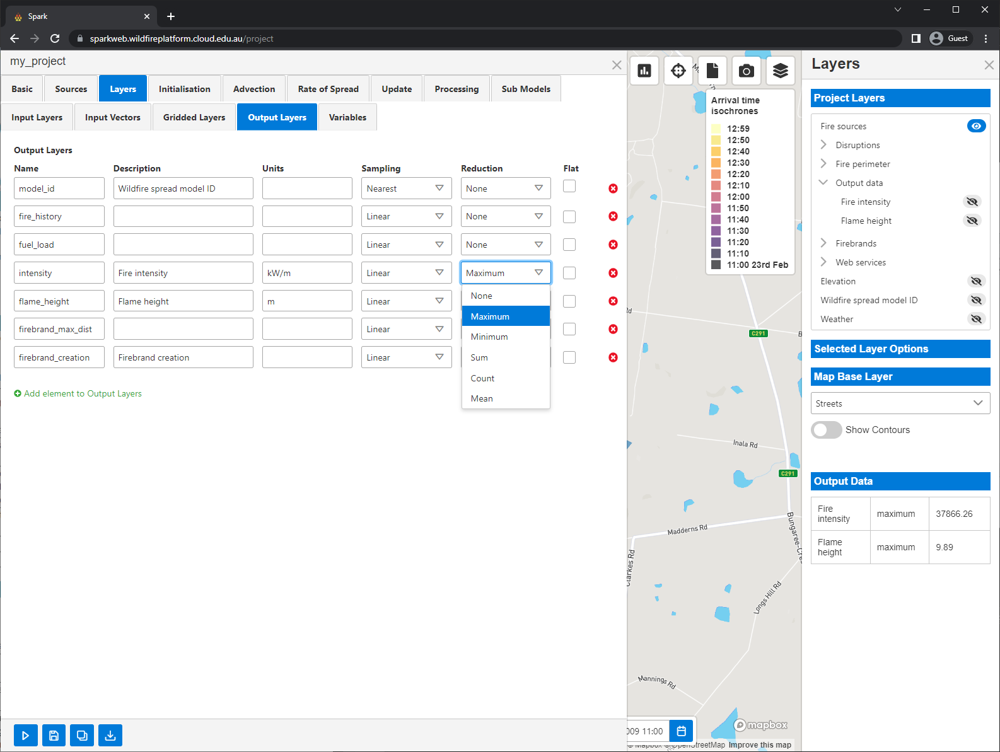 Spark
sparkweb.wildfireplatform.cloud.edu.au/project
Guest
my_project
Basic
Sources
Layers
Initialisation
Advection
Rate of Spread
Update
Processing
Sub Models
Input Layers
Input Vectors
Gridded Layers
Output Layers
Variables
Output Layers
Name Description Units Sampling Reduction Flat
model_id Wildfire spread model ID Nearest None
fire_history Linear None
fuel_load Linear None
intensity Fire intensity kW/m Linear Maximum
flame_height Flame height m Linear
firebrand_max_dist Linear
firebrand_creation Firebrand creation Linear
None
Maximum
Minimum
Sum
Count
Mean
Add element to Output Layers
Arrival time
isochrones
12:59
12:50
12:40
12:30
12:20
12:10
12:00
11:50
11:40
11:30
11:20
11:10
11:00 23rd Feb
Rd
C291
Inala Rd
C291
Madderns Rd
Clarkes Rd
Longs Hill Rd
Mannings Rd
009 11:00
mapbox
© Mapbox © OpenStreetMap Improve this map
Layers
Project Layers
Fire sources
Disruptions
Fire perimeter
Output data
Fire intensity
Flame height
Firebrands
Web services
Elevation
Wildfire spread model ID
Weather
Selected Layer Options
Map Base Layer
Streets
Show Contours
Output Data
Fire
intensity maximum 37866.26
Flame
height maximum 9.89